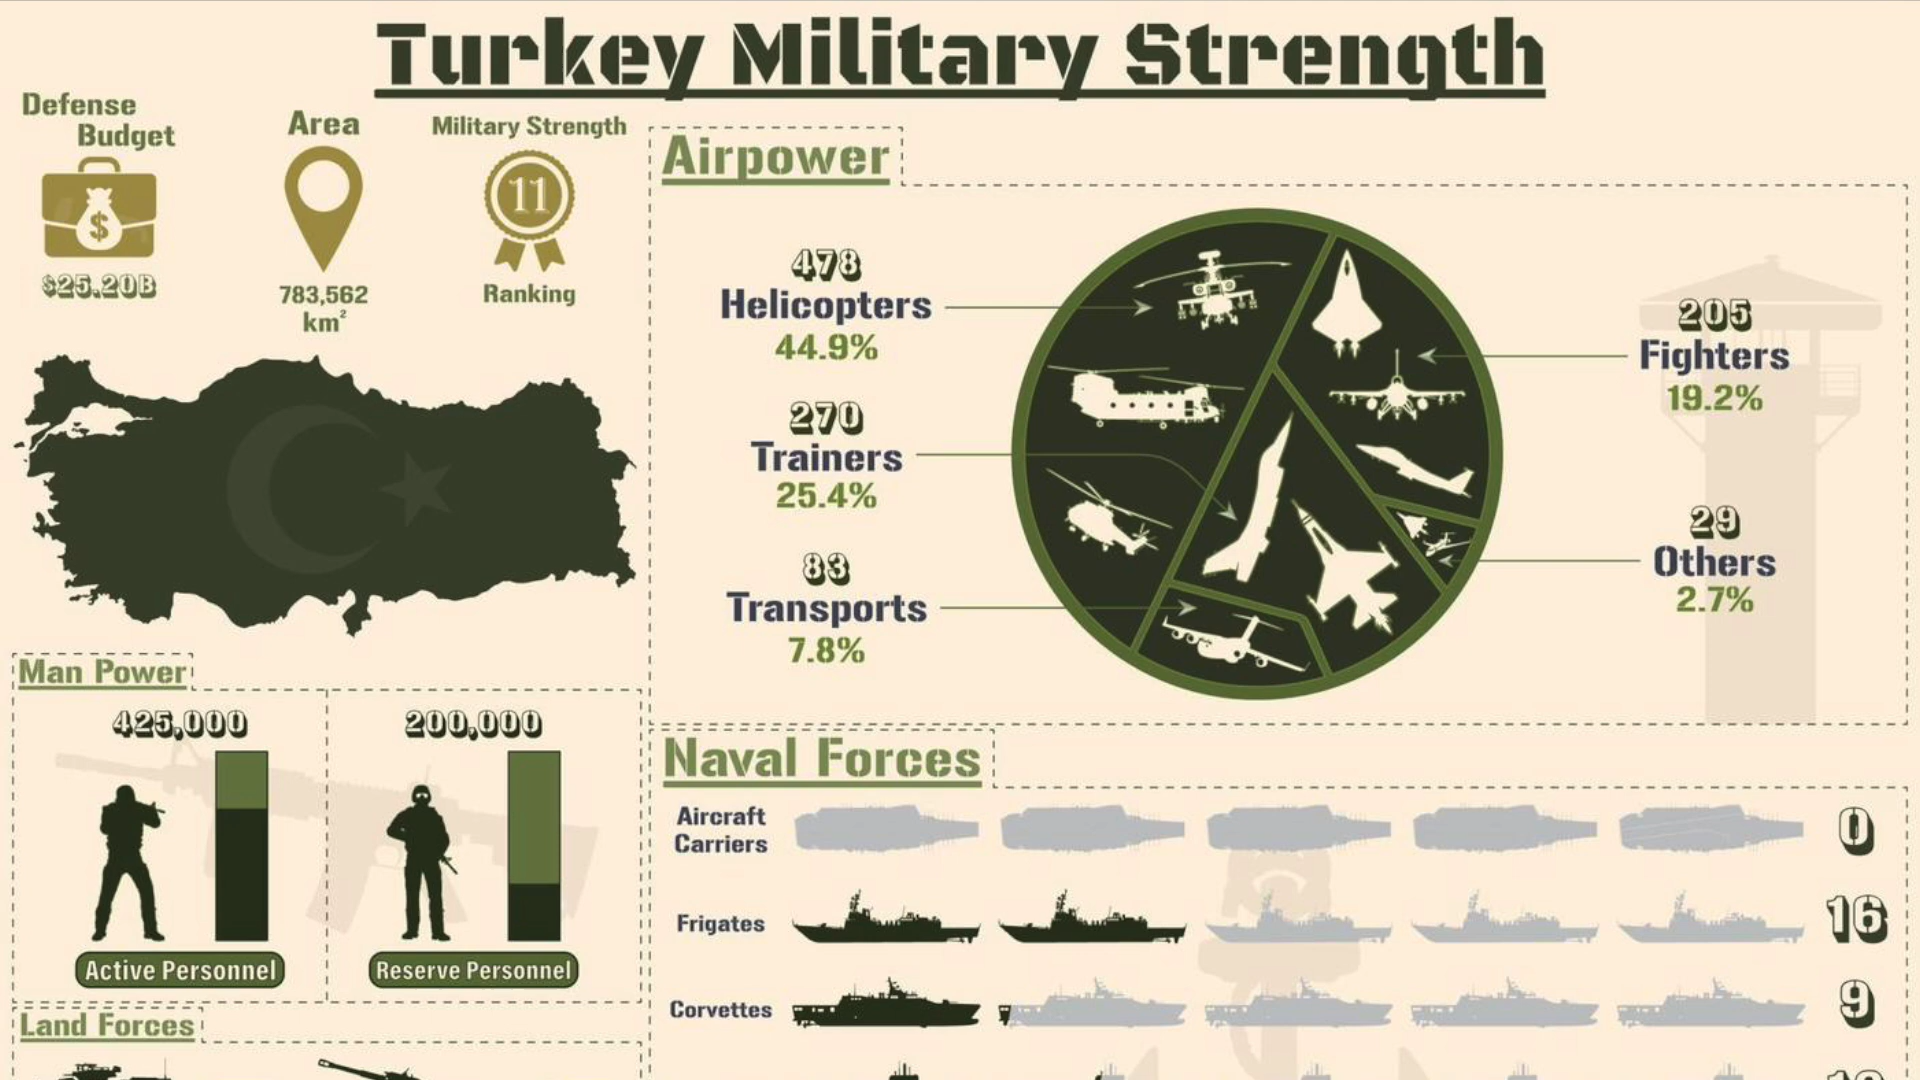 Turkey Military Strength
Defense
Budget
$
$25.20B
Area
783,562
km²
Military Strength
11
Ranking
Airpower
478
Helicopters
44.9%
270
Trainers
25.4%
83
Transports
7.8%
205
Fighters
19.2%
29
Others
2.7%
Man Power
425,000
Active Personnel
200,000
Reserve Personnel
Land Forces
Naval Forces
Aircraft
Carriers
0
Frigates
16
Corvettes
9